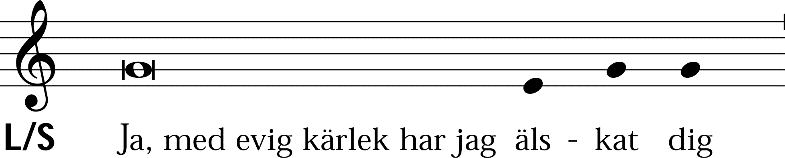 L/S Ja, med evig kärlek har jag äls - kat dig